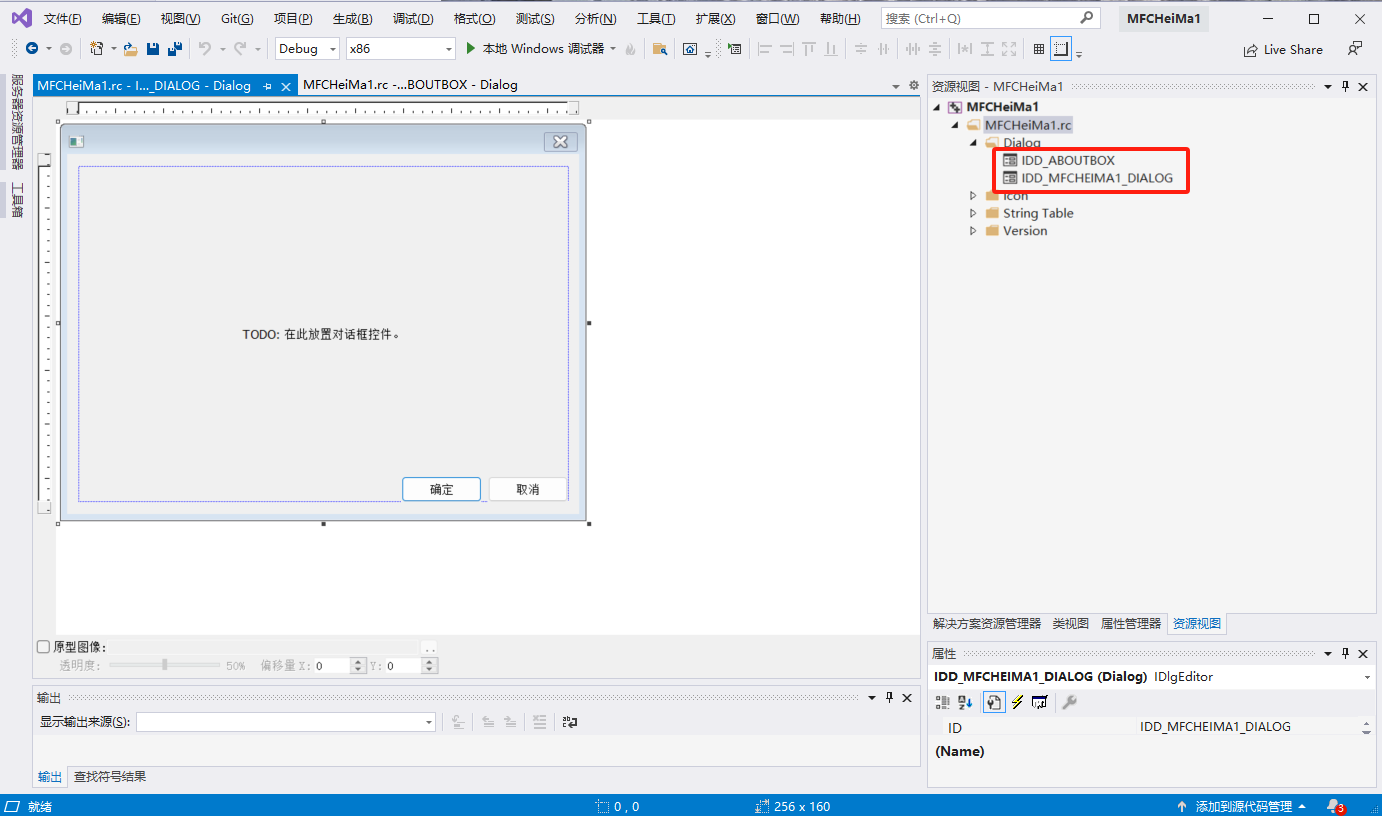 文件(F) 编辑(E) 视图(V) Git(G) 项目(P) 生成(B) 调试(D) 格式(O) 测试(S) 分析(N) 工具(T) 扩展(X) 窗口(W) 帮助(H) 搜索 (Ctrl+Q) MFCHeiMa1
Debug x86 本地 Windows 调试器 Live Share
服务器资源管理器
工具箱
MFCHeiMa1.rc - I..._DIALOG - Dialog MFCHeiMa1.rc -...BOUTBOX - Dialog
TODO: 在此放置对话框控件。
确定 取消
原型图像:
透明度: 50% 偏移量 X: 0 Y: 0
输出
显示输出来源(S):
输出 查找符号结果
资源视图 - MFCHeiMa1
MFCHeiMa1
MFCHeiMa1.rc
Dialog
IDD_ABOUTBOX
IDD_MFCHEIMA1_DIALOG
Icon
String Table
Version
解决方案资源管理器 类视图 属性管理器 资源视图
属性
IDD_MFCHEIMA1_DIALOG (Dialog) IDlgEditor
ID IDD_MFCHEIMA1_DIALOG
(Name)
就绪 0 , 0 256 x 160 添加到源代码管理 3